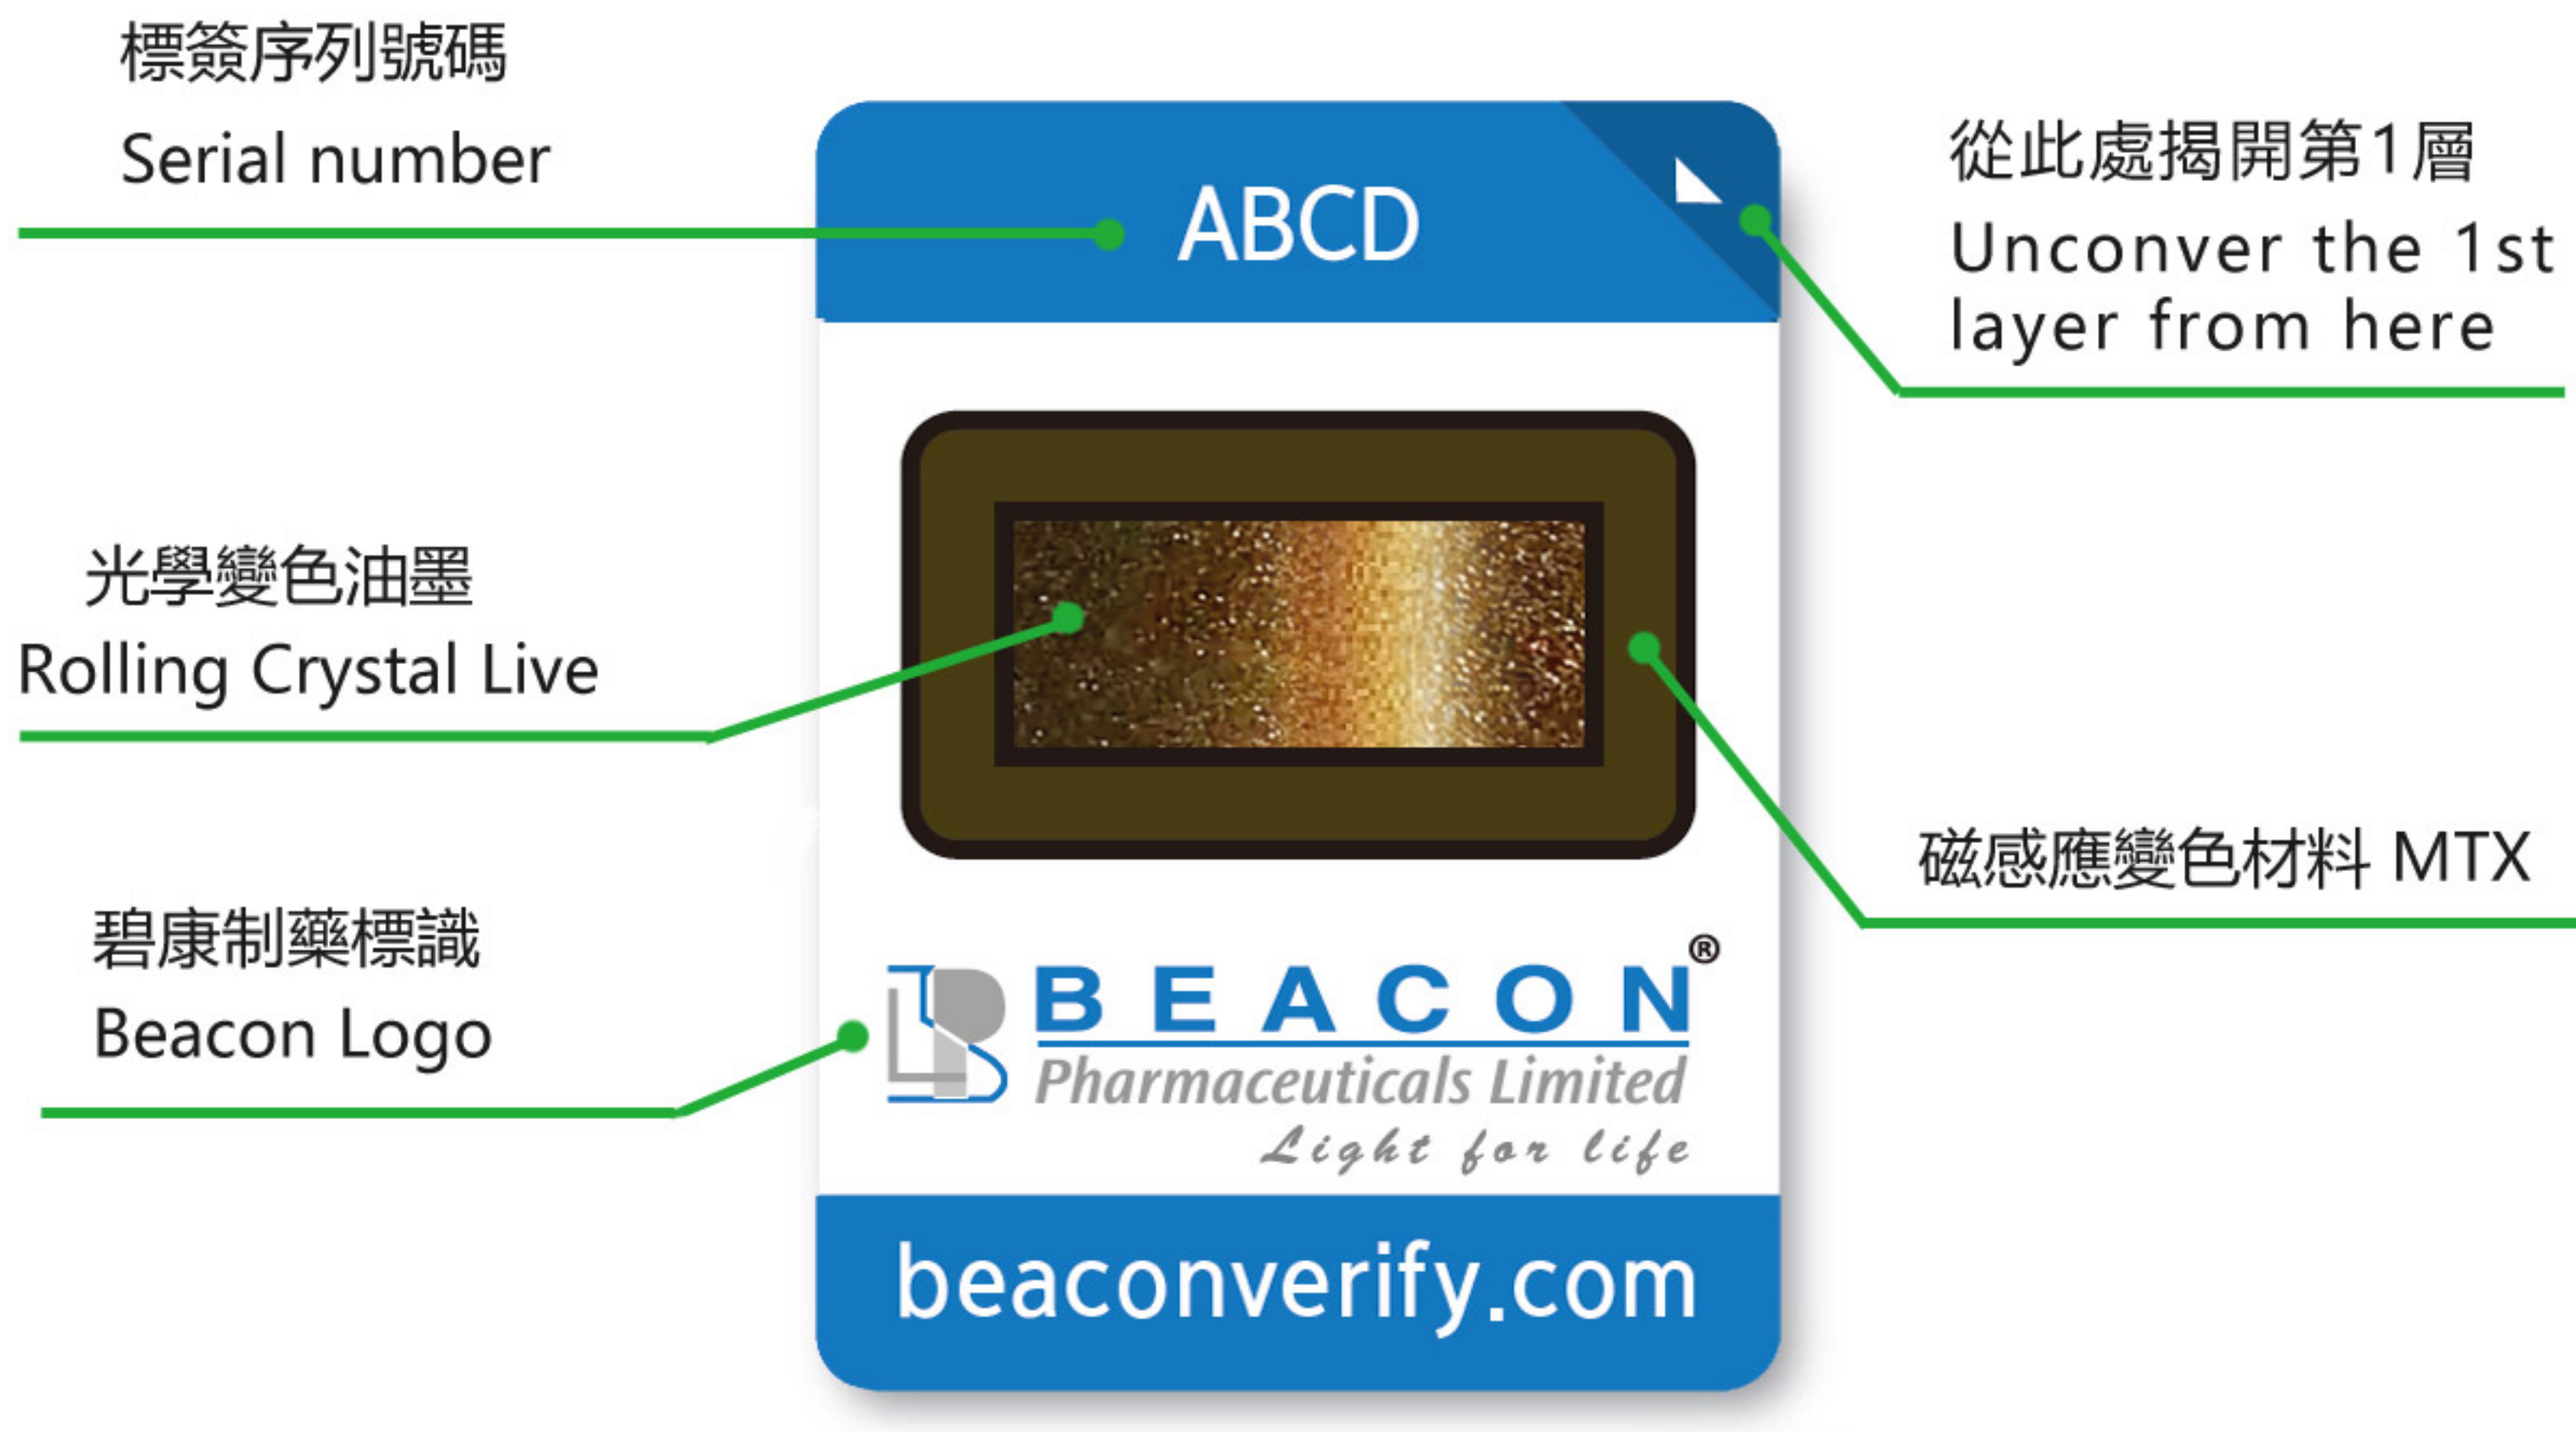 標簽序列號碼
Serial number
ABCD
從此處揭開第1層
Unconver the 1st
layer from here
光學變色油墨
Rolling Crystal Live
磁感應變色材料 MTX
碧康制藥標識
Beacon Logo
BEACON®
Pharmaceuticals Limited
Light for life
beaconverify.com